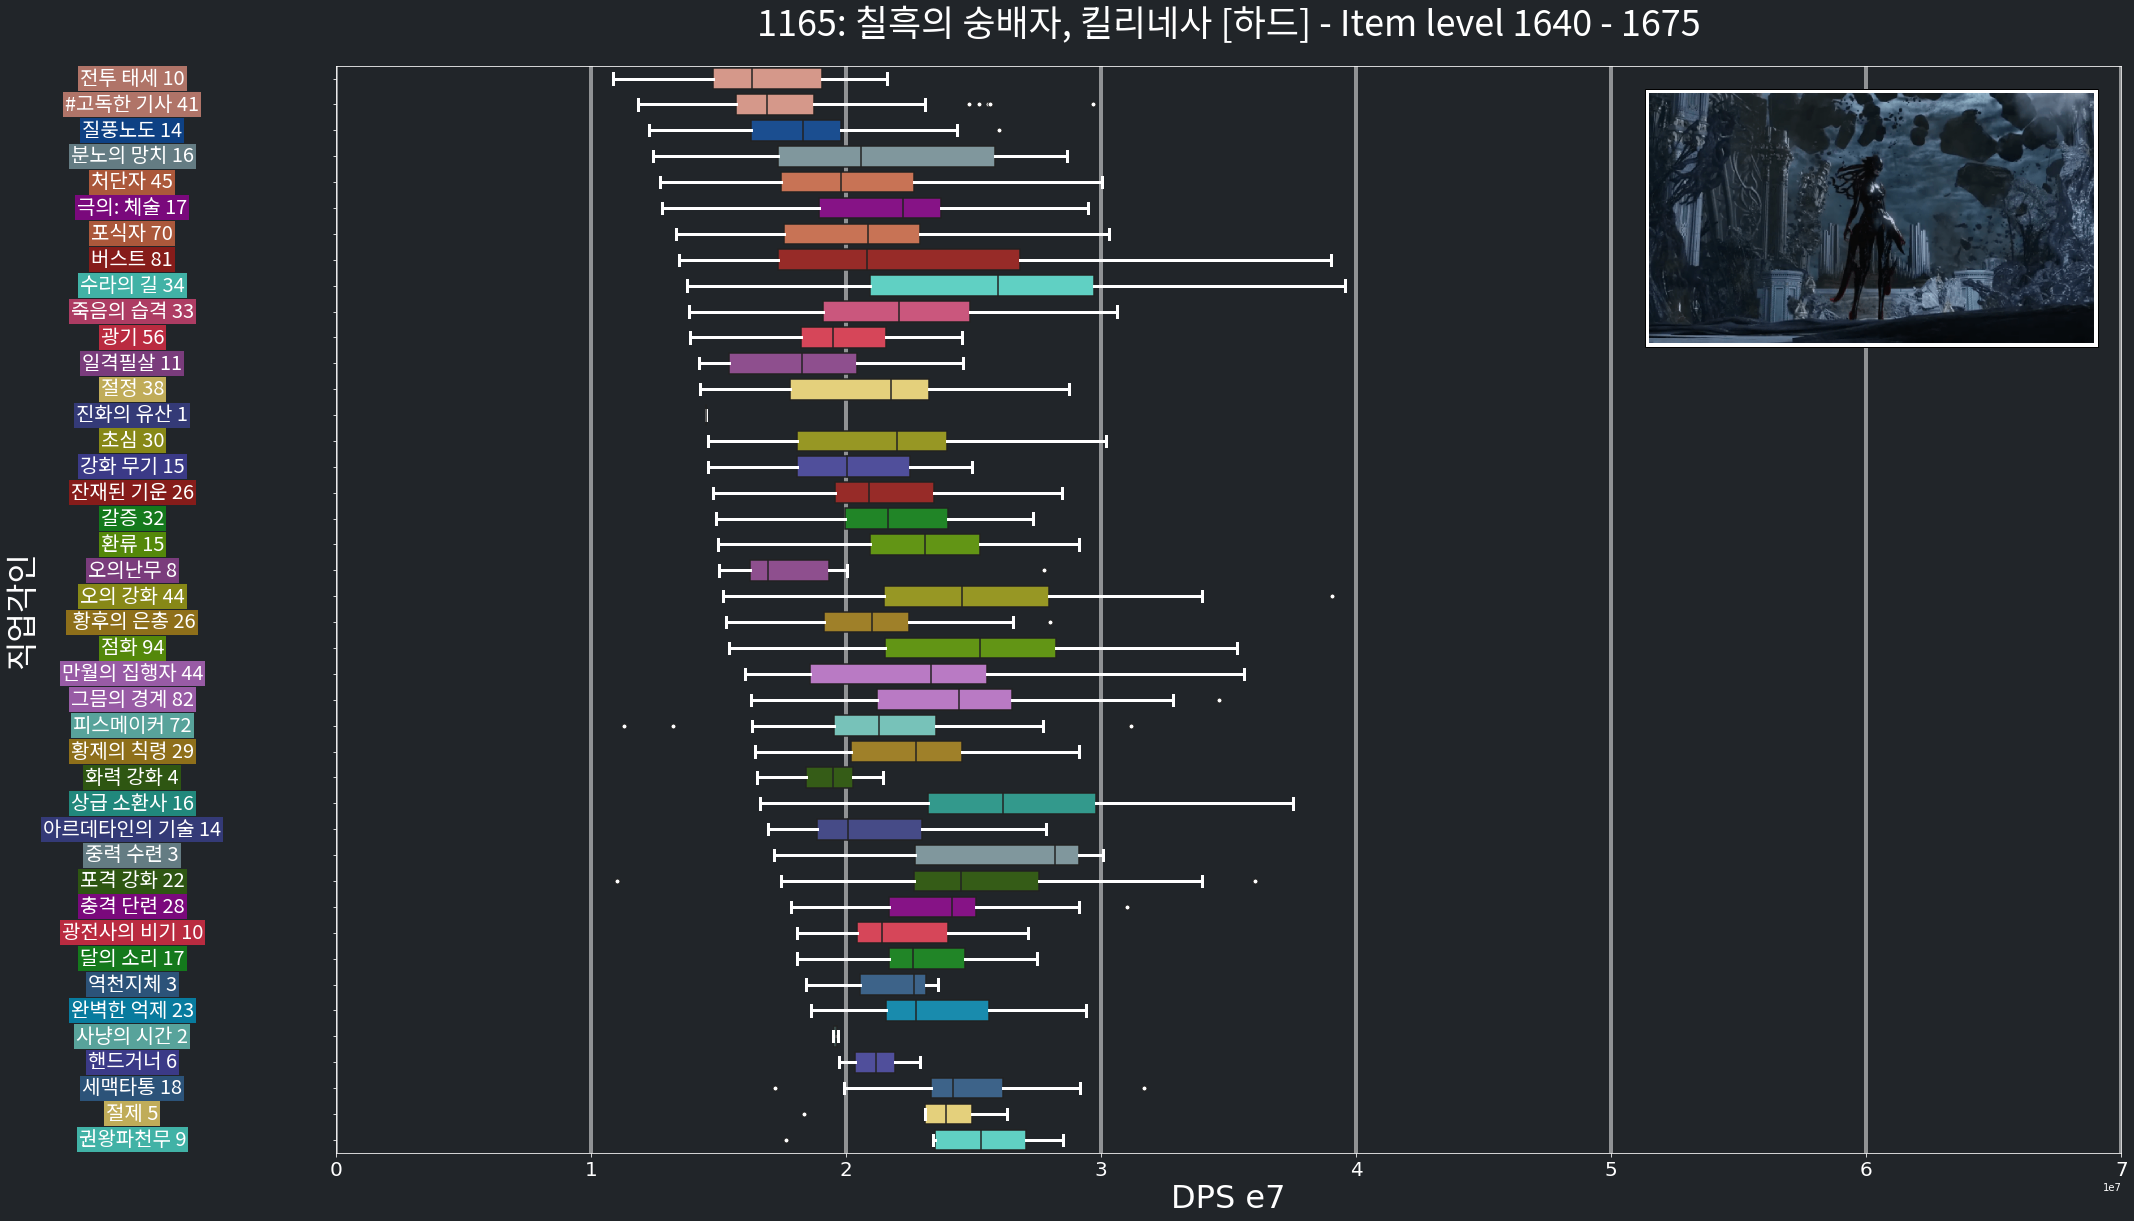 1165: 칠흑의 숭배자, 킬리네사 [하드] - Item level 1640 - 1675
직업각인
전투 태세 10
#고독한 기사 41
질풍노도 14
분노의 망치 16
처단자 45
극의: 체술 17
포식자 70
버스트 81
수라의 길 34
죽음의 습격 33
광기 56
일격필살 11
절정 38
진화의 유산 1
초심 30
강화 무기 15
잔재된 기운 26
갈증 32
환류 15
오의난무 8
오의 강화 44
황후의 은총 26
점화 94
만월의 집행자 44
그믐의 경계 82
피스메이커 72
황제의 칙령 29
화력 강화 4
상급 소환사 16
아르데타인의 기술 14
중력 수련 3
포격 강화 22
충격 단련 28
광전사의 비기 10
달의 소리 17
역천지체 3
완벽한 억제 23
사냥의 시간 2
핸드거너 6
세맥타통 18
절제 5
권왕파천무 9
0 1 2 3 4 5 6 7
DPS e7
1e7